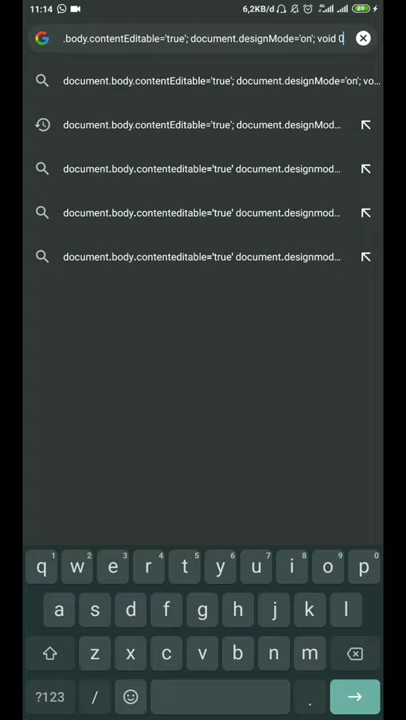 11:14
6,2KB/d
89
.body.contentEditable='true'; document.designMode='on'; void 0
document.body.contentEditable='true'; document.designMode='on'; vo...
document.body.contentEditable='true'; document.designMod...
document.body.contenteditable='true' document.designmod...
document.body.contenteditable='true' document.designmod...
document.body.contenteditable='true' document.designmod...
1 2 3 4 5 6 7 8 9 0
q w e r t y u i o p
a s d f g h j k l
z x c v b n m
?123 / .